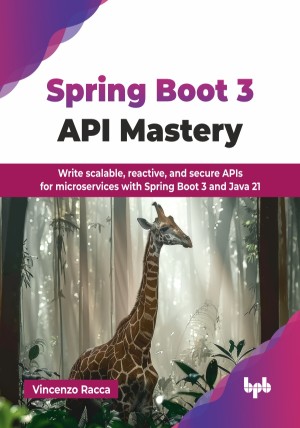 Spring Boot 3
API Mastery
Write scalable, reactive, and secure APIs
for microservices with Spring Boot 3 and Java 21
Vincenzo Racca
bpb